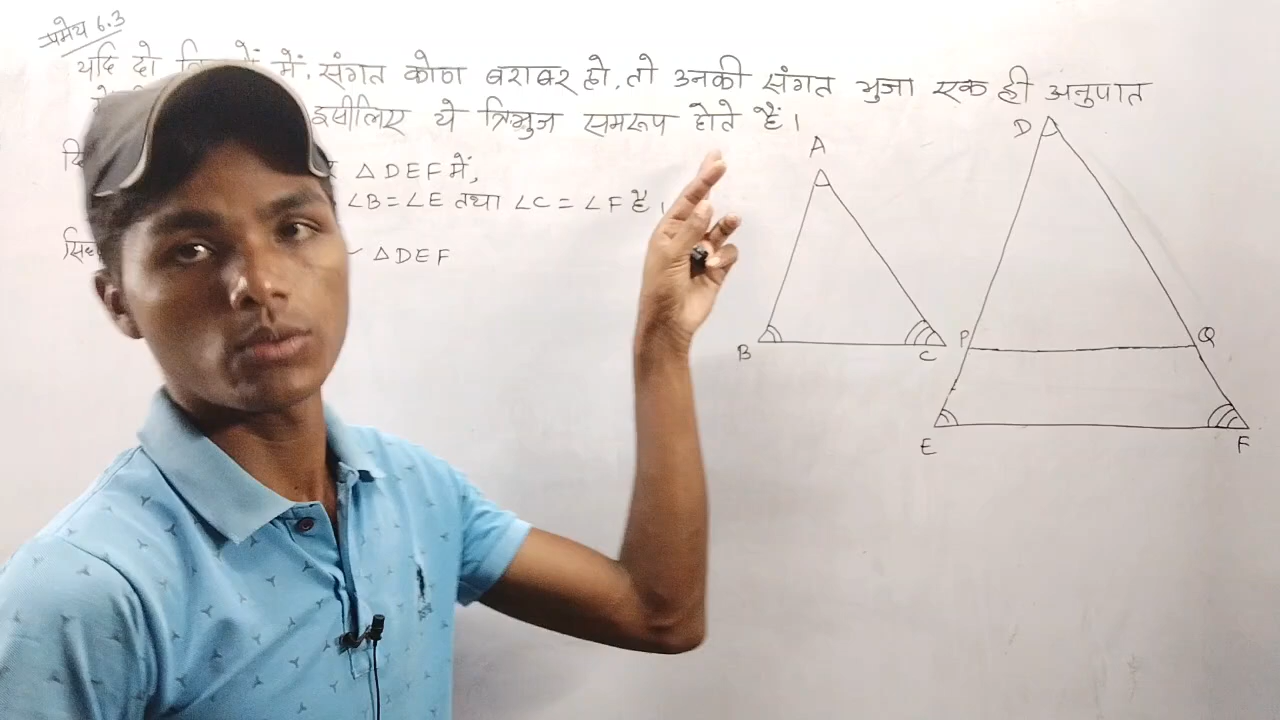 प्रमेय 6.3
यदि दो में, संगत कोण बराबर हो, तो उनकी संगत भुजा एक ही अनुपात
इसीलिए ये त्रिभुज समरूप होते हैं।
△DEF में,
∠B = ∠E तथा ∠C = ∠F है।
~ △DEF
A
B
C
D
P
Q
E
F